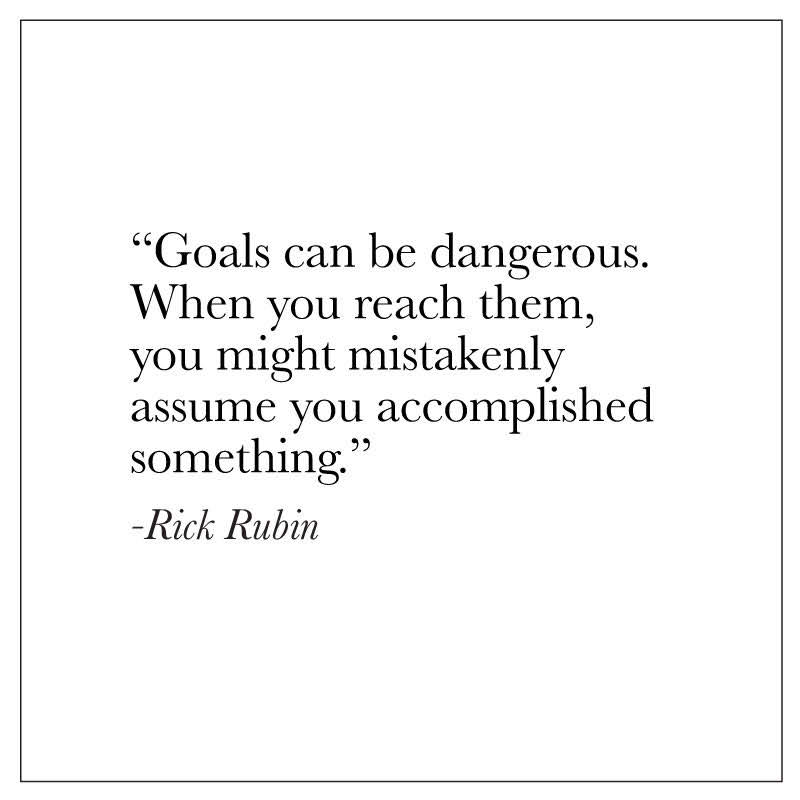 “Goals can be dangerous.
When you reach them,
you might mistakenly
assume you accomplished
something.”
-Rick Rubin